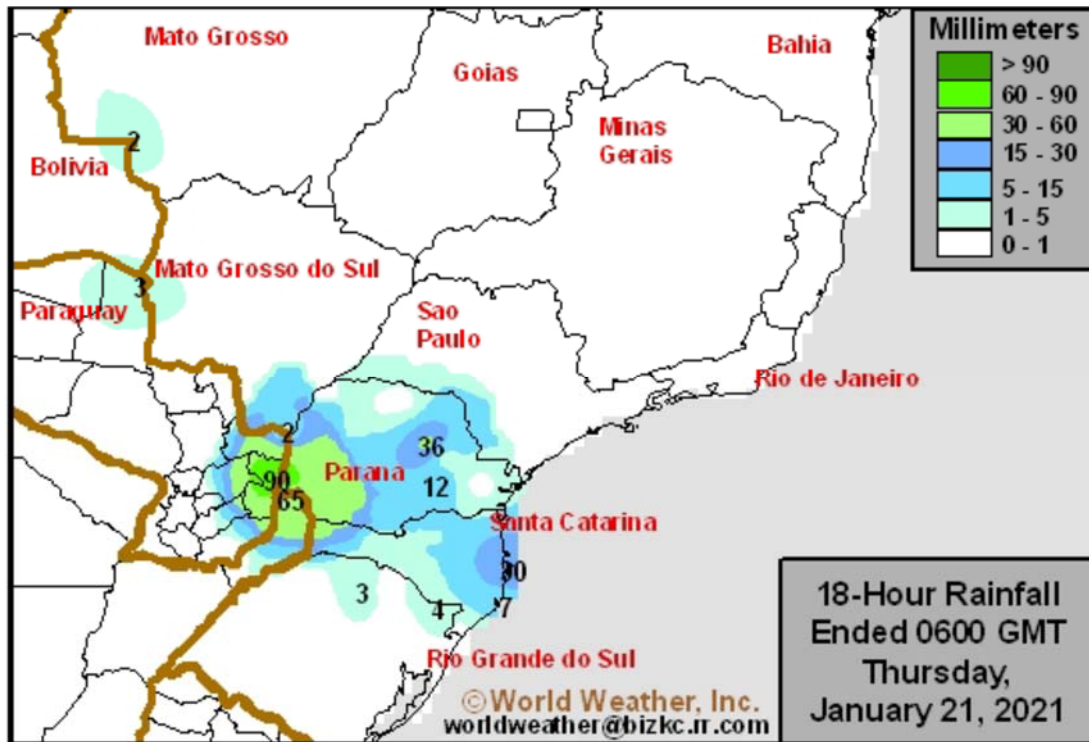 Mato Grosso
Goias
Bahia
Millimeters
> 90
60 - 90
30 - 60
15 - 30
5 - 15
1 - 5
0 - 1
Minas
Gerais
2
Bolivia
Mato Grosso do Sul
3
Paraguay
Sao
Paulo
Rio de Janeiro
2
36
Parana
90
12
65
Santa Catarina
30
3
4
7
Rio Grande do Sul
18-Hour Rainfall
Ended 0600 GMT
Thursday,
January 21, 2021
©World Weather, Inc.
worldweather@bizkc.rr.com